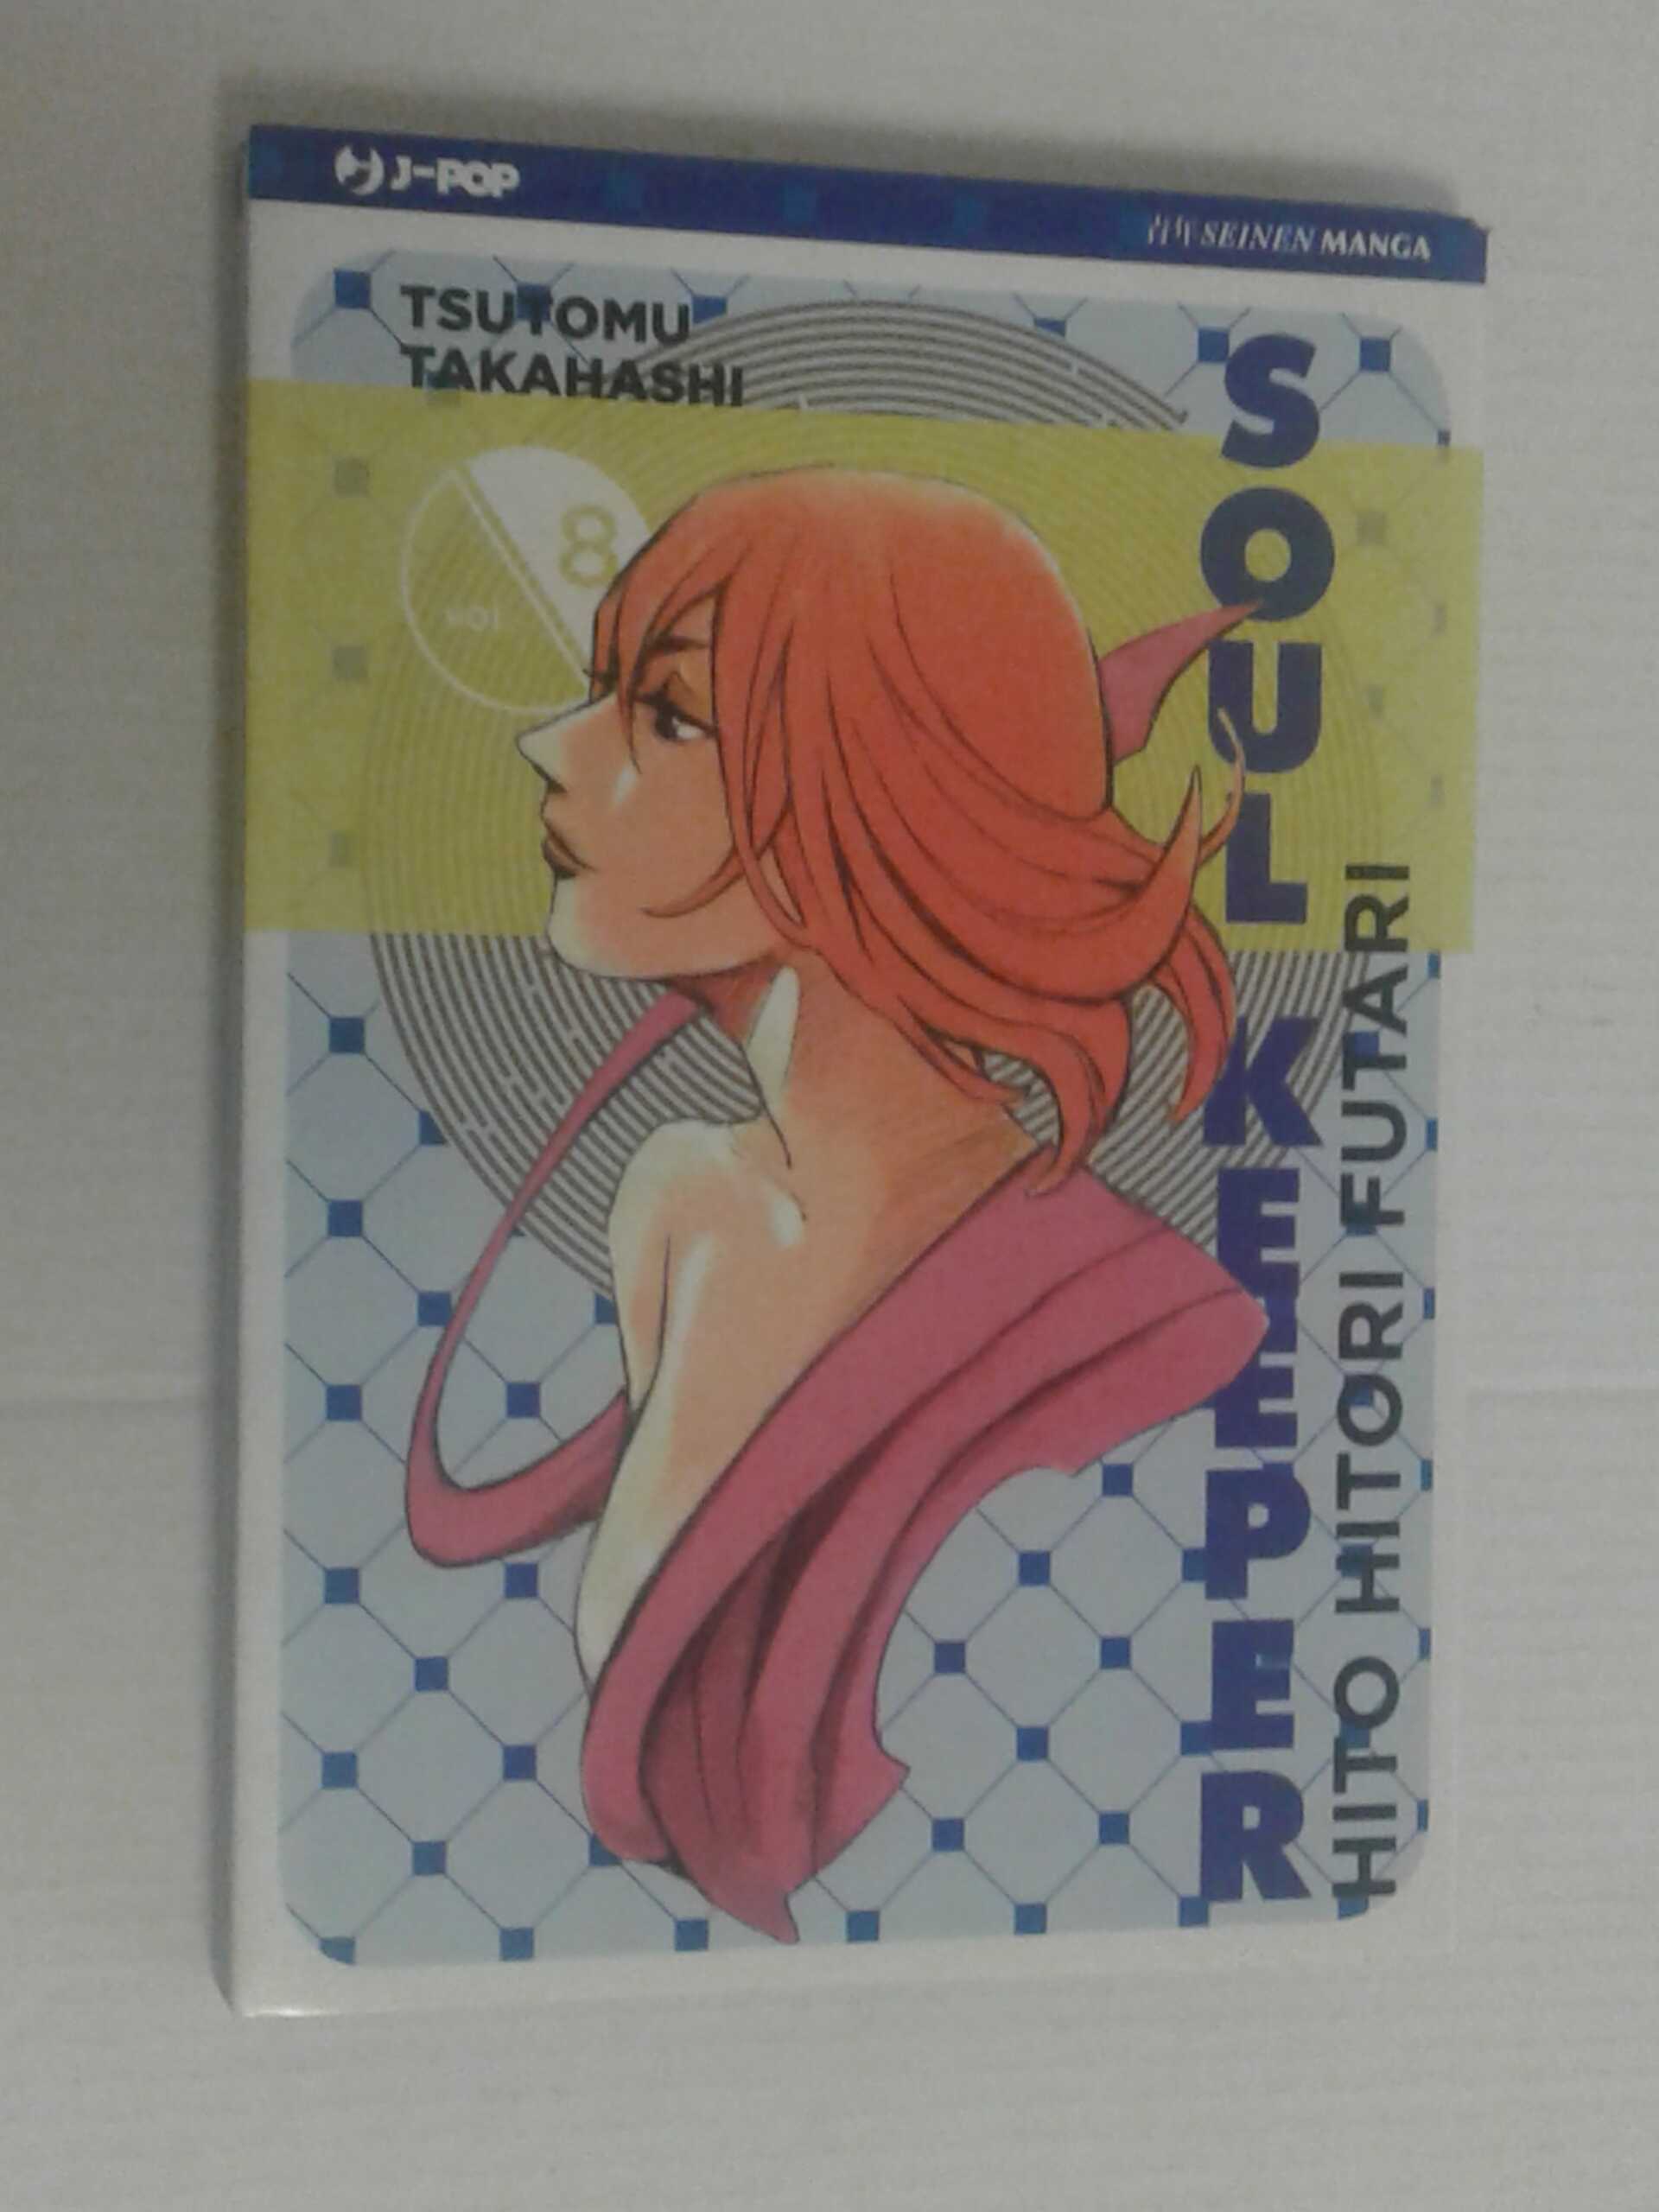 J-POP
SEINEN MANGA
TSUTOMU
TAKAHASHI
8
SOUL KEEPER
HITO HITORI FUTARI